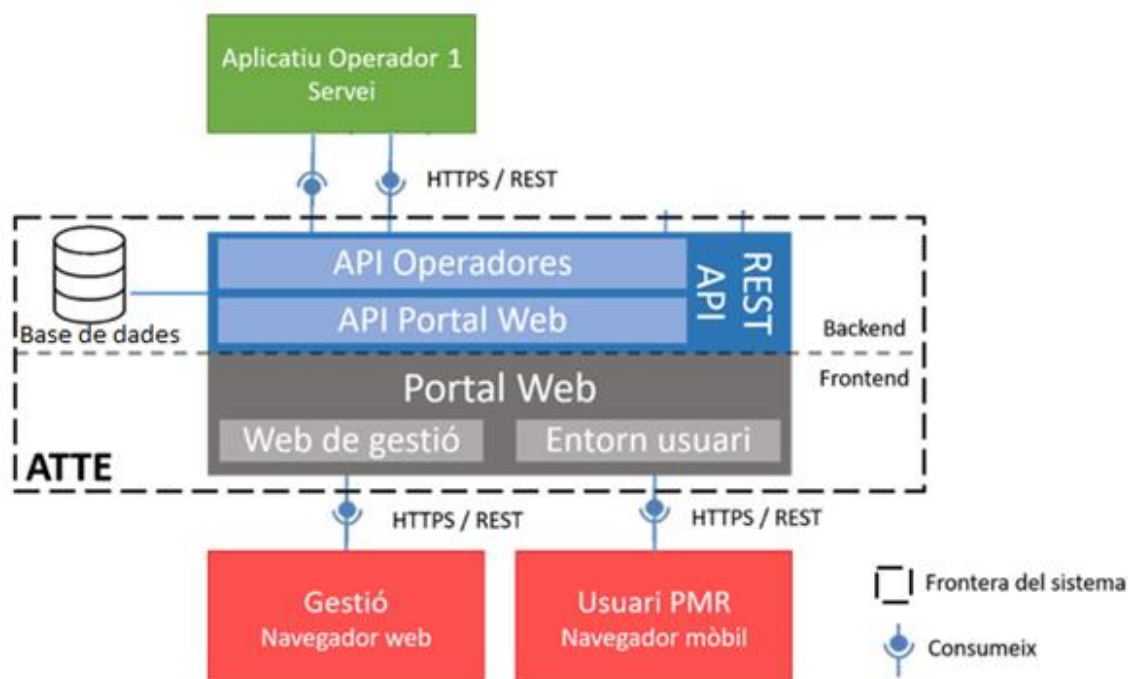 Aplicatiu Operador 1
Servei
HTTPS / REST
API Operadores
API Portal Web
API
REST
Base de dades
Backend
Frontend
Portal Web
Web de gestió
Entorn usuari
ATTE
HTTPS / REST
HTTPS / REST
Gestió
Navegador web
Usuari PMR
Navegador mòbil
Frontera del sistema
Consumeix